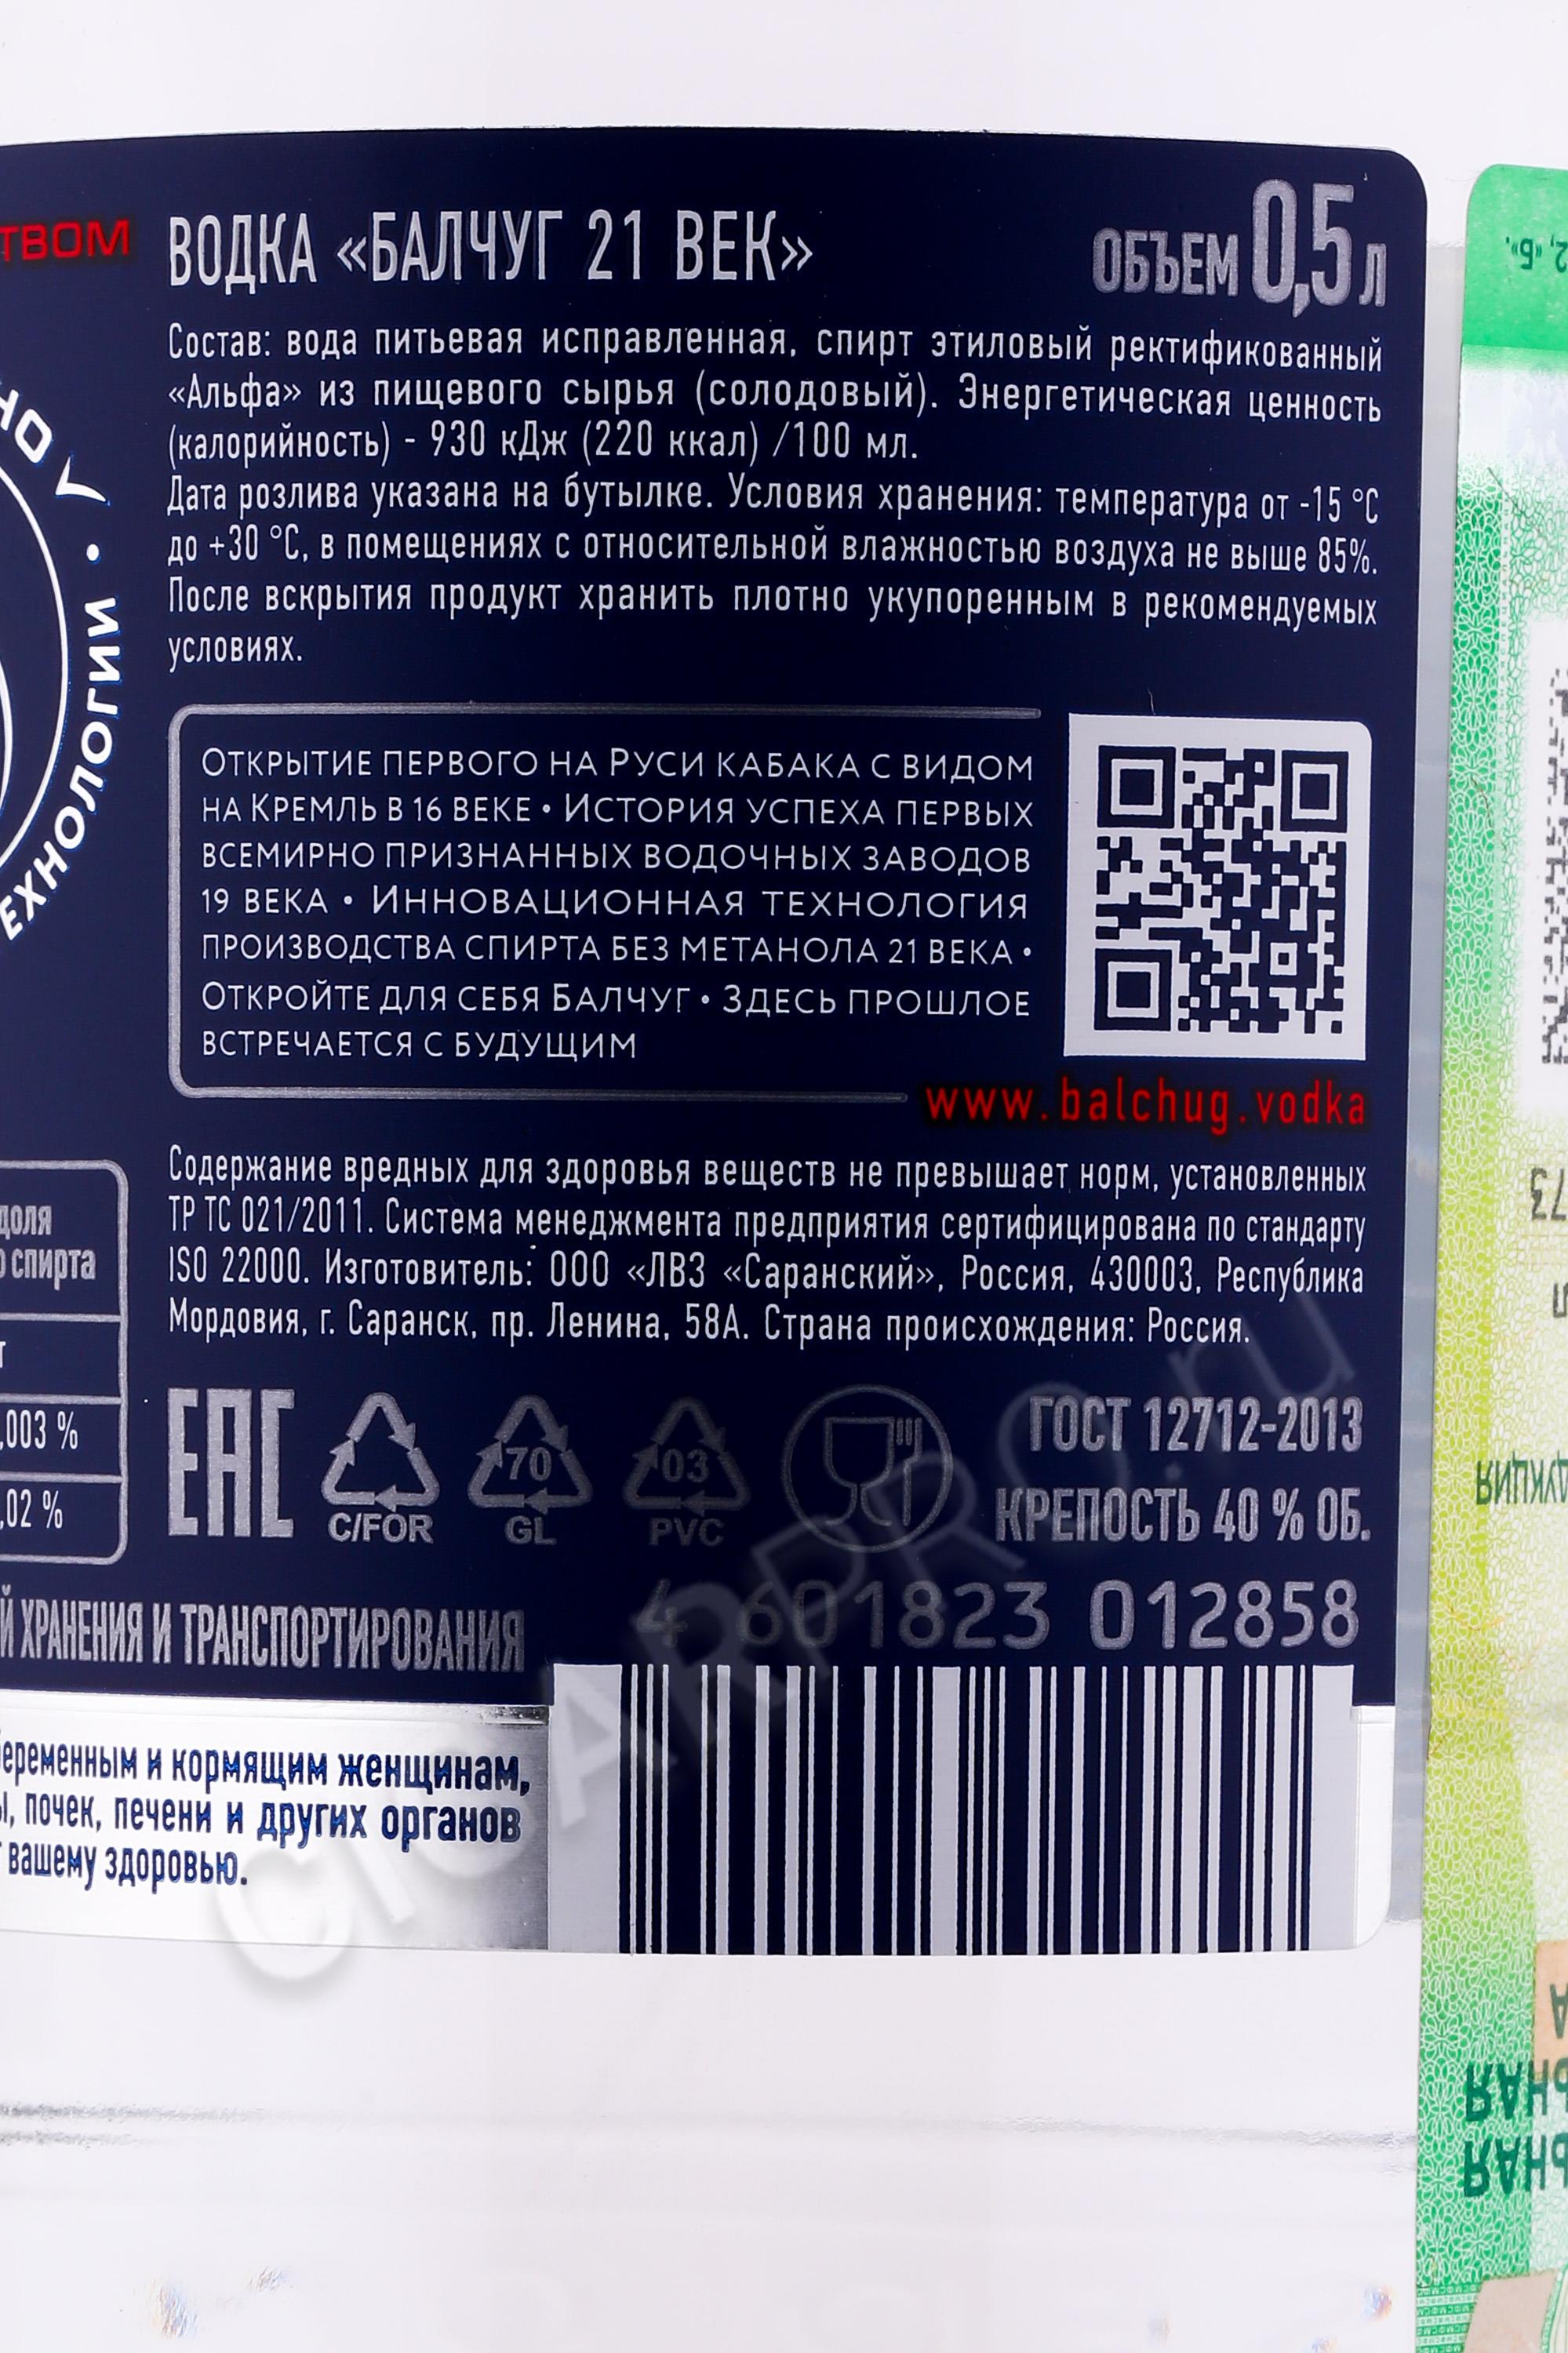 ТВОМ
ВОДКА «БАЛЧУГ 21 ВЕК»
ОБЪЕМ 0,5 л
Состав: вода питьевая исправленная, спирт этиловый ректификованный
«Альфа» из пищевого сырья (солодовый). Энергетическая ценность
(калорийность) - 930 кДж (220 ккал) /100 мл.
Дата розлива указана на бутылке. Условия хранения: температура от -15 °C
до +30 °C, в помещениях с относительной влажностью воздуха не выше 85%.
После вскрытия продукт хранить плотно укупоренным в рекомендуемых
условиях.
НО
ЕХНОЛОГИИ
ОТКРЫТИЕ ПЕРВОГО НА РУСИ КАБАКА С ВИДОМ
НА КРЕМЛЬ В 16 ВЕКЕ • ИСТОРИЯ УСПЕХА ПЕРВЫХ
ВСЕМИРНО ПРИЗНАННЫХ ВОДОЧНЫХ ЗАВОДОВ
19 ВЕКА • ИННОВАЦИОННАЯ ТЕХНОЛОГИЯ
ПРОИЗВОДСТВА СПИРТА БЕЗ МЕТАНОЛА 21 ВЕКА •
ОТКРОЙТЕ ДЛЯ СЕБЯ БАЛЧУГ • ЗДЕСЬ ПРОШЛОЕ
ВСТРЕЧАЕТСЯ С БУДУЩИМ
www.balchug.vodka
Содержание вредных для здоровья веществ не превышает норм, установленных
ТР ТС 021/2011. Система менеджмента предприятия сертифицирована по стандарту
ISO 22000. Изготовитель: ООО «ЛВЗ «Саранский», Россия, 430003, Республика
Мордовия, г. Саранск, пр. Ленина, 58А. Страна происхождения: Россия.
доля
о спирта
,003 %
,02 %
ЕАС
C/FOR
70
GL
03
PVC
ГОСТ 12712-2013
КРЕПОСТЬ 40 % ОБ.
Й ХРАНЕНИЯ И ТРАНСПОРТИРОВАНИЯ
4 601823 012858
беременным и кормящим женщинам,
ы, почек, печени и других органов
т вашему здоровью.
CIGARPRO.ru